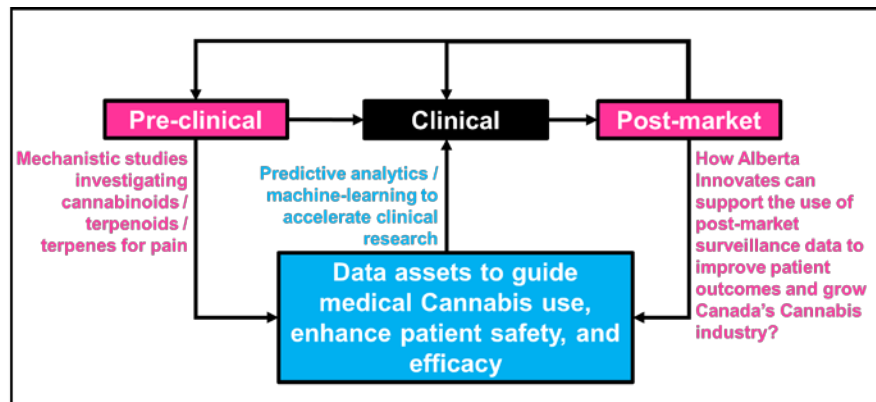 Pre-clinical
Clinical
Post-market
Mechanistic studies
investigating
cannabinoids /
terpenoids /
terpenes for pain
Predictive analytics /
machine-learning to
accelerate clinical
research
How Alberta
Innovates can
support the use of
post-market
surveillance data to
improve patient
outcomes and grow
Canada's Cannabis
industry?
Data assets to guide
medical Cannabis use,
enhance patient safety, and
efficacy